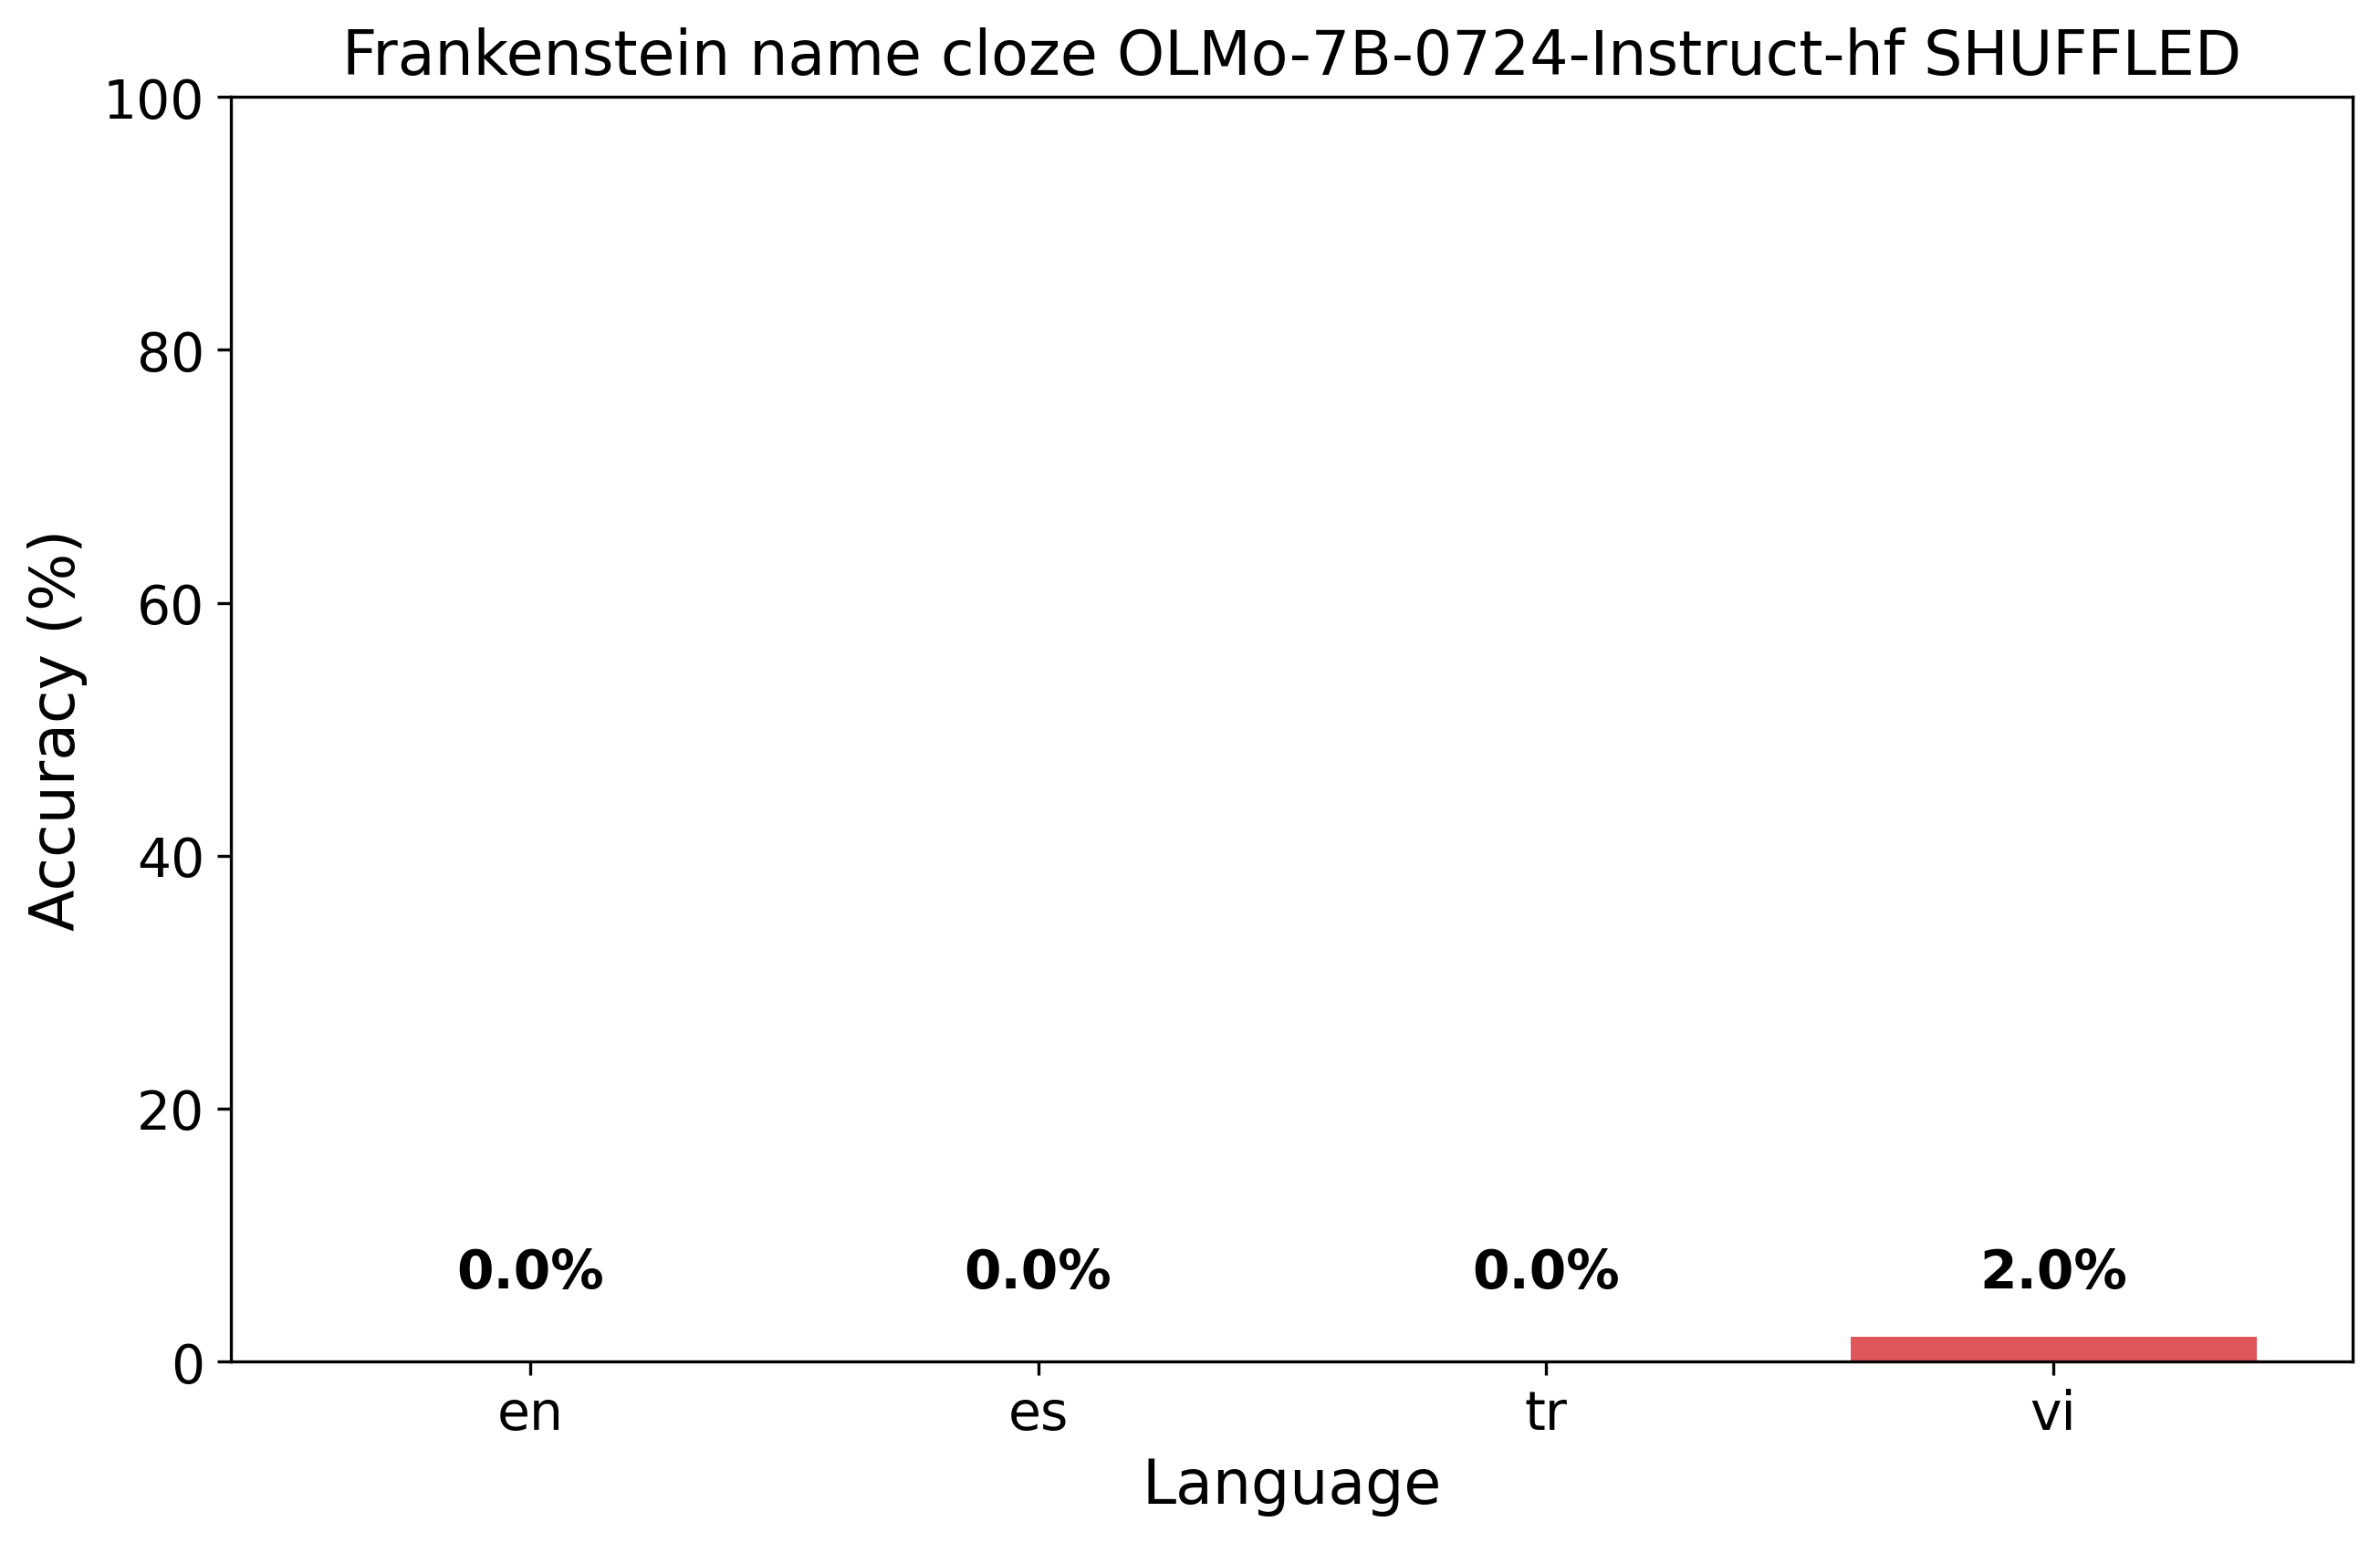 Frankenstein name cloze OLMo-7B-0724-Instruct-hf SHUFFLED
100
80
60
40
20
0
Accuracy (%)
0.0%
0.0%
0.0%
2.0%
en
es
tr
vi
Language